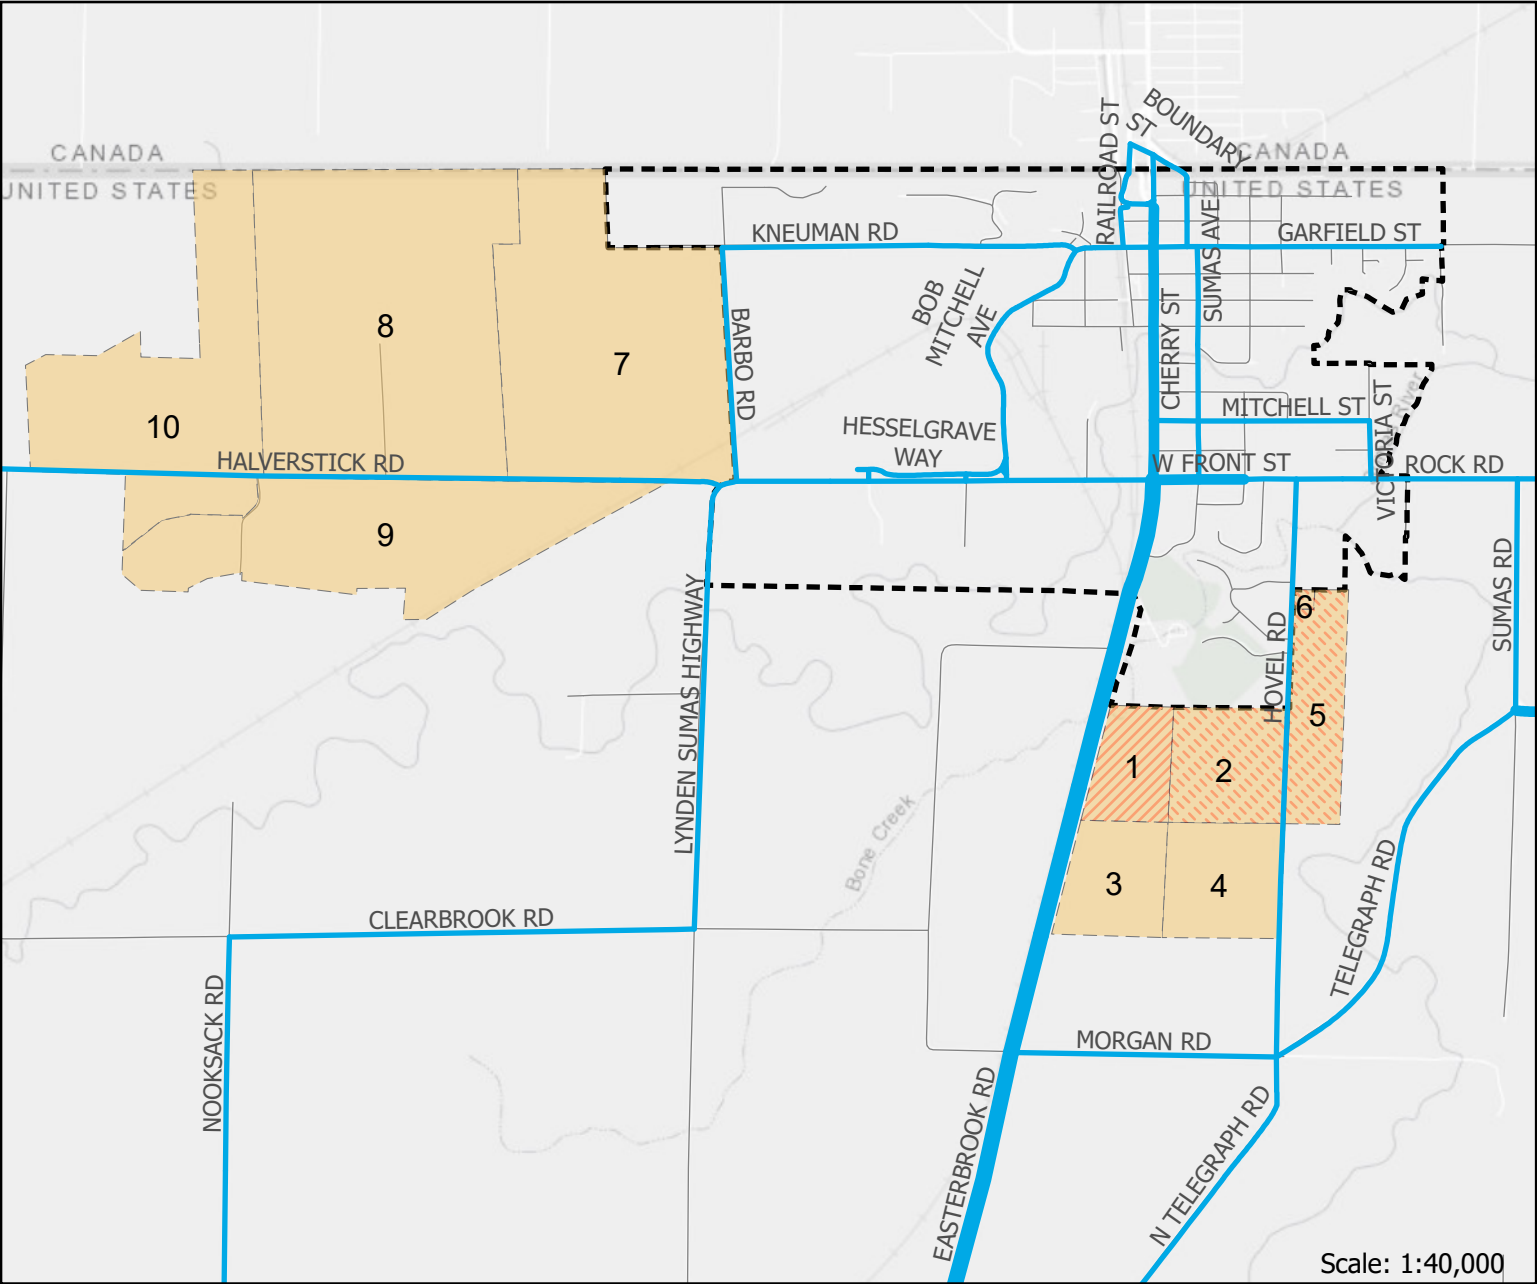 BOUNDARY
ST
RAILROAD ST
CANADA
CANADA
UNITED STATES
UNITED STATES
SUMAS AVE
KNEUMAN RD
GARFIELD ST
BOB
MITCHELL
AVE
8
BARBO RD
7
CHERRY ST
River
VICTORIA ST
MITCHELL ST
10
HESSELGRAVE
WAY
HALVERSTICK RD
W FRONT ST
ROCK RD
9
SUMAS RD
LYNDEN SUMAS HIGHWAY
6
HOVEL RD
5
1
2
Bone Creek
3
4
TELEGRAPH RD
CLEARBROOK RD
NOOKSACK RD
MORGAN RD
EASTERBROOK RD
N TELEGRAPH RD
Scale: 1:40,000